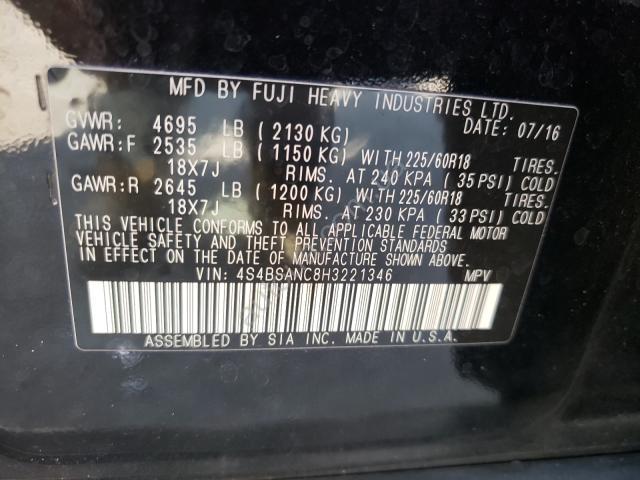 MFD BY FUJI HEAVY INDUSTRIES LTD.
GVWR: 4695 LB (2130 KG) DATE: 07/16
GAWR:F 2535 LB (1150 KG) WITH 225/60R18 TIRES.
18X7J RIMS. AT 240 KPA (35 PSI) COLD
GAWR:R 2645 LB (1200 KG) WITH 225/60R18 TIRES.
18X7J RIMS. AT 230 KPA (33 PSI) COLD
THIS VEHICLE CONFORMS TO ALL APPLICABLE FEDERAL MOTOR
VEHICLE SAFETY AND THEFT PREVENTION STANDARDS
IN EFFECT ON THE DATE OF MANUFACTURE SHOWN ABOVE.
VIN: 4S4BSANC8H3221346 MPV
ASSEMBLED BY SIA INC. MADE IN U.S.A.